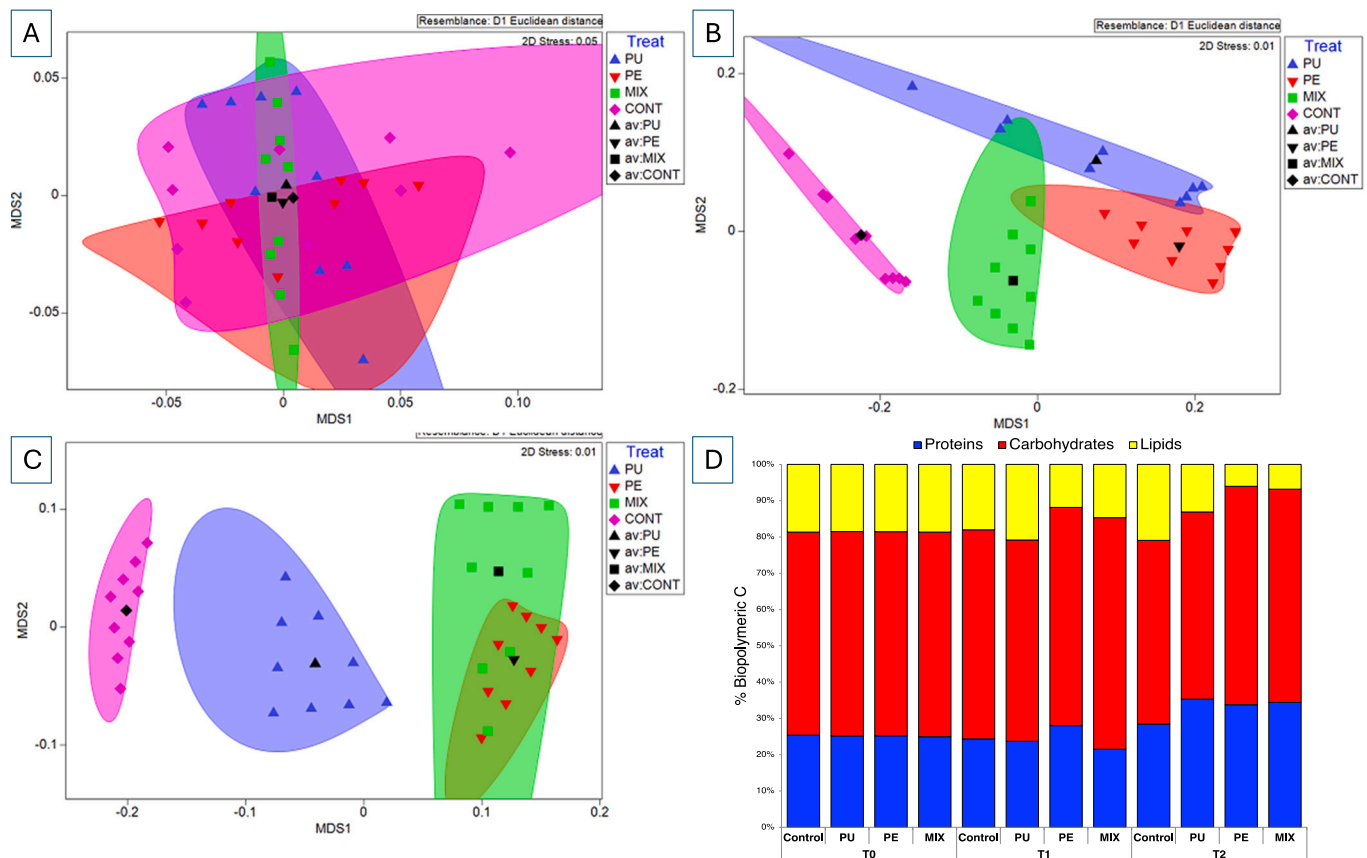 A
Resemblance: D1 Euclidean distance
2D Stress: 0.05
Treat
PU
PE
MIX
CONT
av:PU
av:PE
av:MIX
av:CONT
0.05
0
-0.05
MDS2
-0.05
0
0.05
0.10
MDS1
B
Resemblance: D1 Euclidean distance
2D Stress: 0.01
Treat
PU
PE
MIX
CONT
av:PU
av:PE
av:MIX
av:CONT
0.2
0
-0.2
MDS2
-0.2
0
0.2
MDS1
C
Resemblance: D1 Euclidean distance
2D Stress: 0.01
Treat
PU
PE
MIX
CONT
av:PU
av:PE
av:MIX
av:CONT
0.1
0
-0.1
MDS2
-0.2
-0.1
0
0.1
0.2
MDS1
D
Proteins Carbohydrates Lipids
% Biopolymeric C
100%
90%
80%
70%
60%
50%
40%
30%
20%
10%
0%
Control PU PE MIX Control PU PE MIX Control PU PE MIX
T0 T1 T2